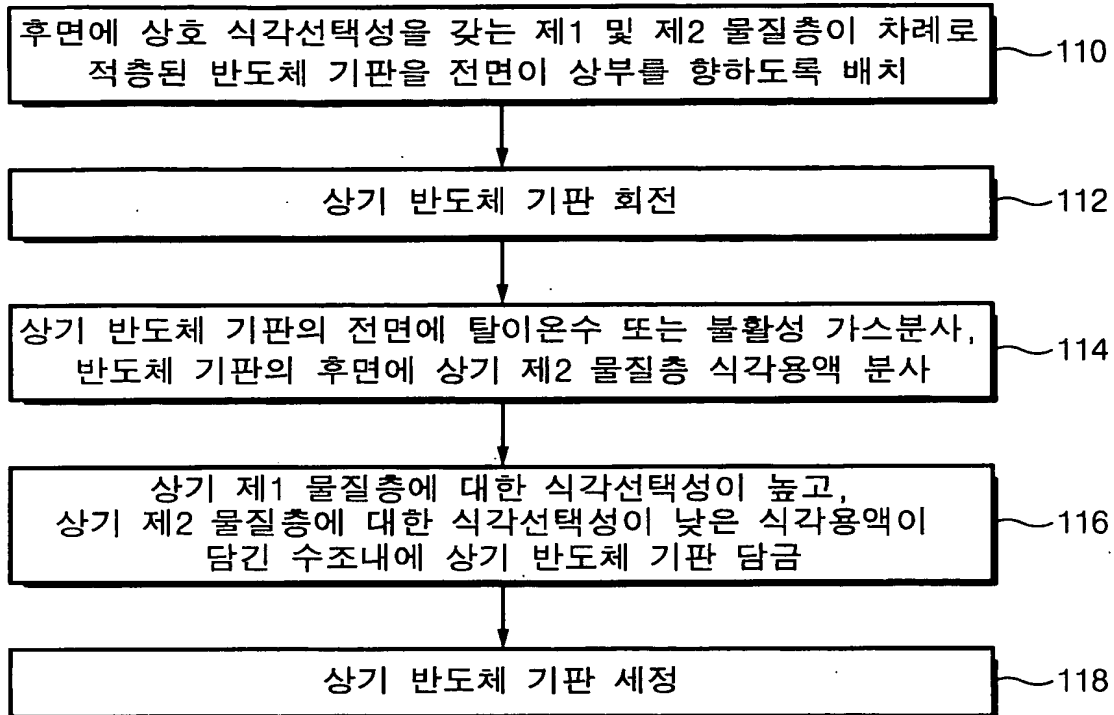 후면에 상호 식각선택성을 갖는 제1 및 제2 물질층이 차례로
적층된 반도체 기판을 전면이 상부를 향하도록 배치
110
상기 반도체 기판 회전
112
상기 반도체 기판의 전면에 탈이온수 또는 불활성 가스분사,
반도체 기판의 후면에 상기 제2 물질층 식각용액 분사
114
상기 제1 물질층에 대한 식각선택성이 높고,
상기 제2 물질층에 대한 식각선택성이 낮은 식각용액이
담긴 수조내에 상기 반도체 기판 담금
116
상기 반도체 기판 세정
118